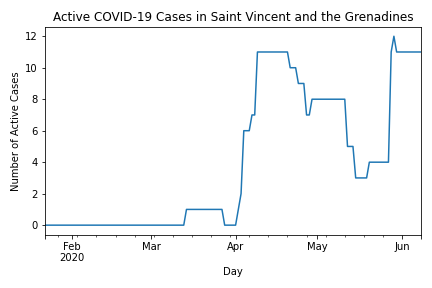 Active COVID-19 Cases in Saint Vincent and the Grenadines
Number of Active Cases
12
10
8
6
4
2
0
Feb Mar Apr May Jun
2020
Day